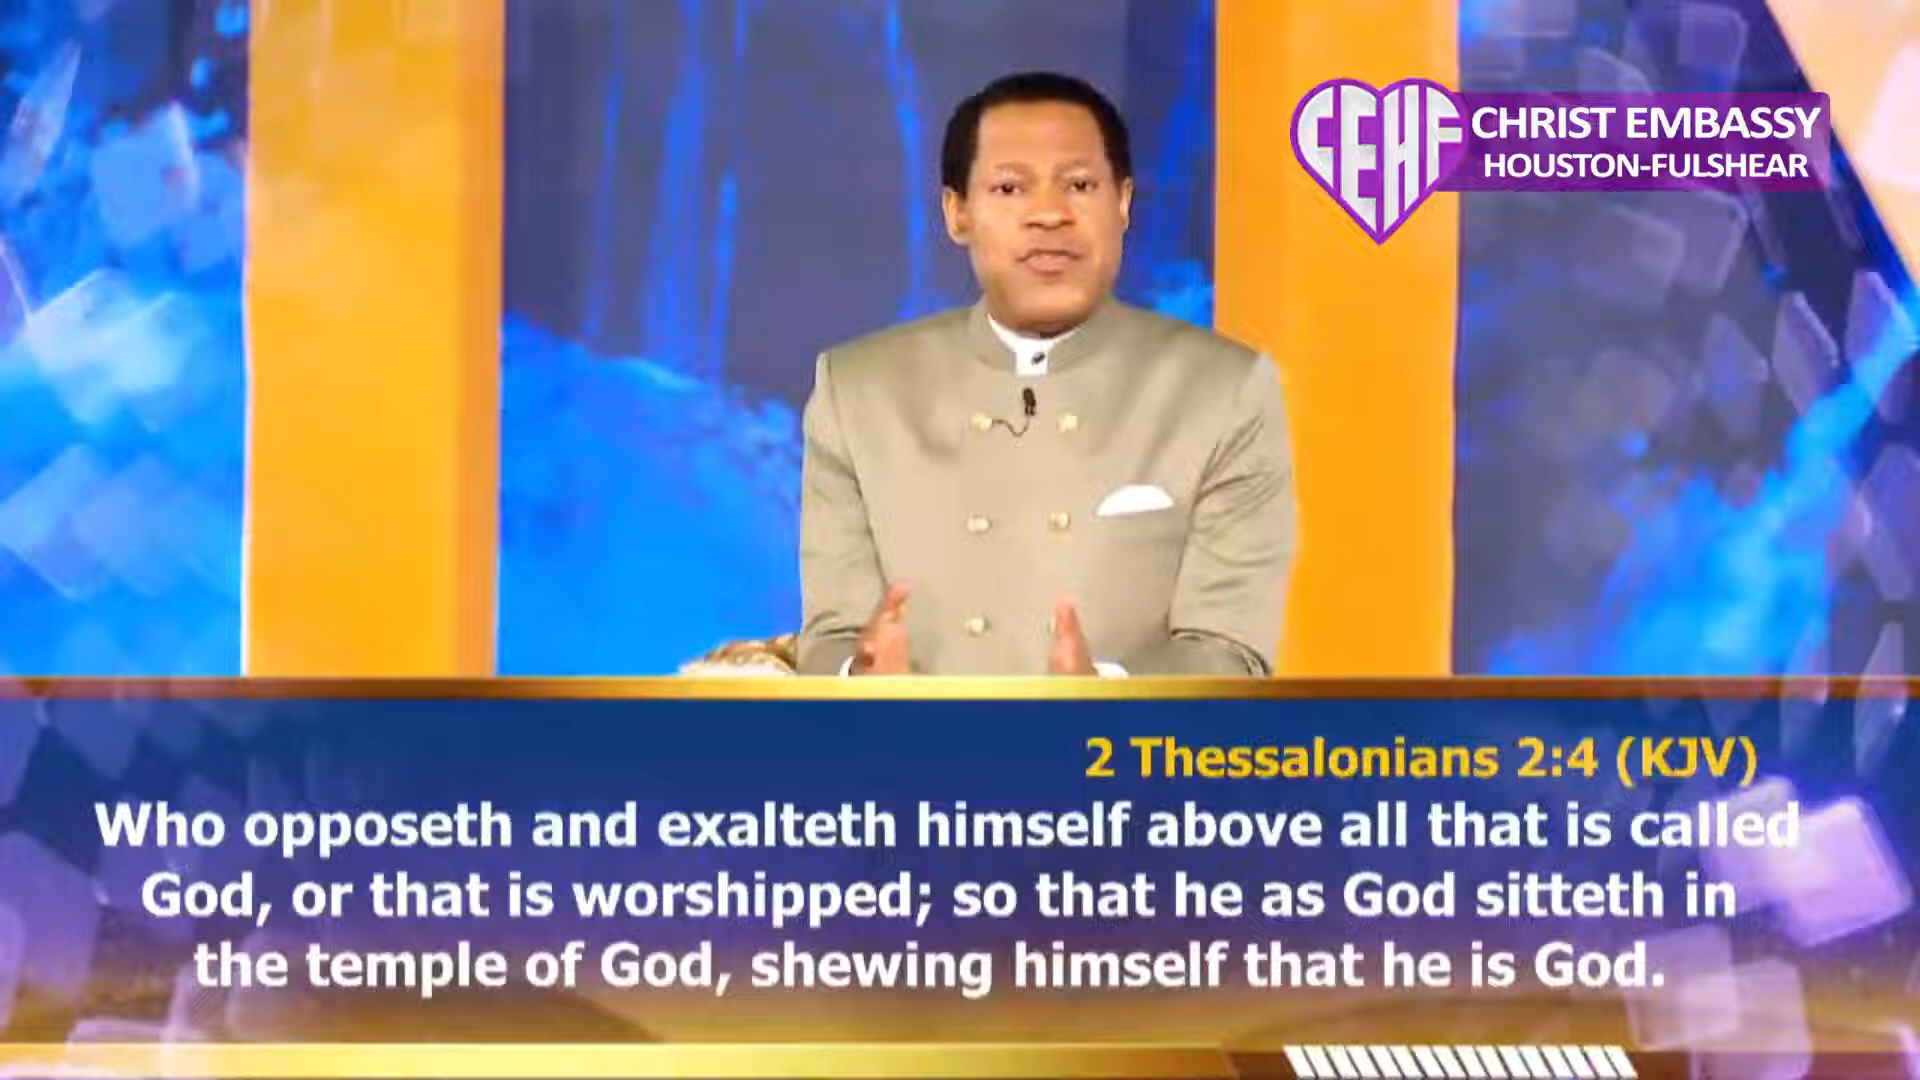 CEHF
CHRIST EMBASSY
HOUSTON-FULSHEAR
2 Thessalonians 2:4 (KJV)
Who opposeth and exalteth himself above all that is called
God, or that is worshipped; so that he as God sitteth in
the temple of God, shewing himself that he is God.